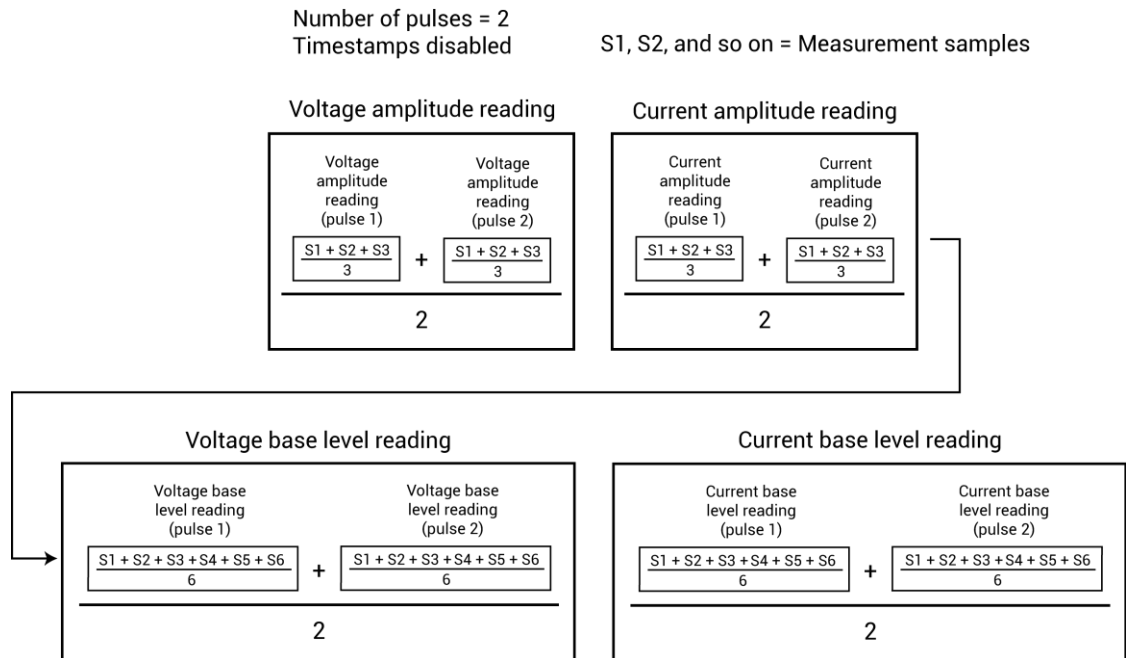 Number of pulses = 2
Timestamps disabled
S1, S2, and so on = Measurement samples
Voltage amplitude reading
Voltage
amplitude
reading
(pulse 1)
S1 + S2 + S3
3
+
Voltage
amplitude
reading
(pulse 2)
S1 + S2 + S3
3
2
Current amplitude reading
Current
amplitude
reading
(pulse 1)
S1 + S2 + S3
3
+
Current
amplitude
reading
(pulse 2)
S1 + S2 + S3
3
2
Voltage base level reading
Voltage base
level reading
(pulse 1)
S1 + S2 + S3 + S4 + S5 + S6
6
+
Voltage base
level reading
(pulse 2)
S1 + S2 + S3 + S4 + S5 + S6
6
2
Current base level reading
Current base
level reading
(pulse 1)
S1 + S2 + S3 + S4 + S5 + S6
6
+
Current base
level reading
(pulse 2)
S1 + S2 + S3 + S4 + S5 + S6
6
2